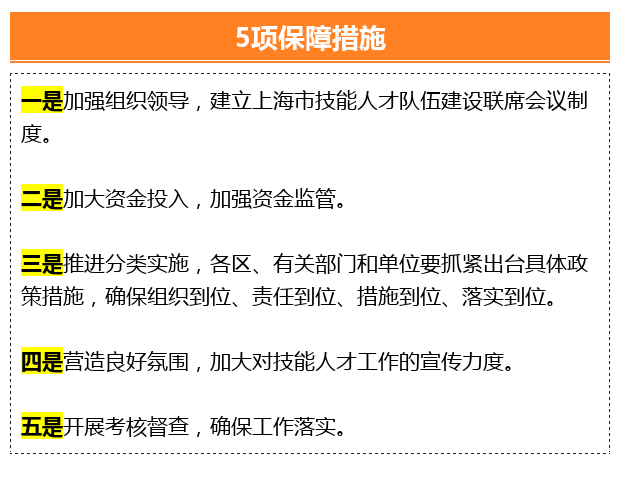 5项保障措施
一是加强组织领导，建立上海市技能人才队伍建设联席会议制
度。
二是加大资金投入，加强资金监管。
三是推进分类实施，各区、有关部门和单位要抓紧出台具体政
策措施，确保组织到位、责任到位、措施到位、落实到位。
四是营造良好氛围，加大对技能人才工作的宣传力度。
五是开展考核督查，确保工作落实。